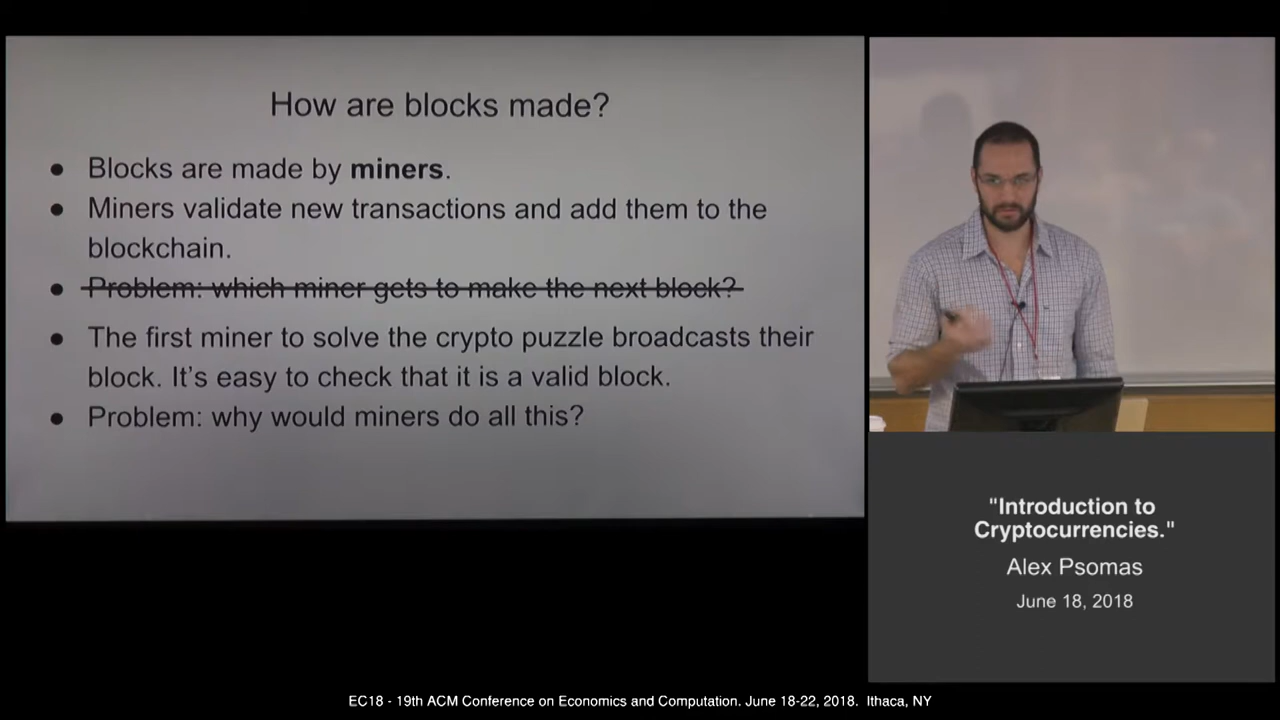 How are blocks made?
● Blocks are made by miners.
● Miners validate new transactions and add them to the
blockchain.
● Problem: which miner gets to make the next block?
● The first miner to solve the crypto puzzle broadcasts their
block. It's easy to check that it is a valid block.
● Problem: why would miners do all this?
"Introduction to
Cryptocurrencies."
Alex Psomas
June 18, 2018
EC18 - 19th ACM Conference on Economics and Computation. June 18-22, 2018. Ithaca, NY